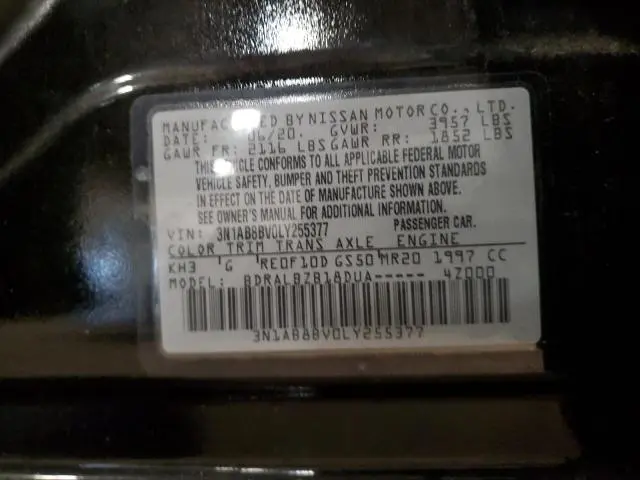 MANUFACTURED BY NISSAN MOTOR CO., LTD.
DATE: 06/20. GVWR: 3957 LBS
GAWR FR: 2116 LBS GAWR RR: 1852 LBS
THIS VEHICLE CONFORMS TO ALL APPLICABLE FEDERAL MOTOR
VEHICLE SAFETY, BUMPER AND THEFT PREVENTION STANDARDS
IN EFFECT ON THE DATE OF MANUFACTURE SHOWN ABOVE.
SEE OWNER'S MANUAL FOR ADDITIONAL INFORMATION.
VIN: 3N1AB8BV0LY255377 PASSENGER CAR.
COLOR TRIM TRANS AXLE ENGINE
KH3 G RE0F10D GS50 MR20 1997 CC
MODEL: BDRALBZB18DUA----- 4Z000
3N1AB8BV0LY255377